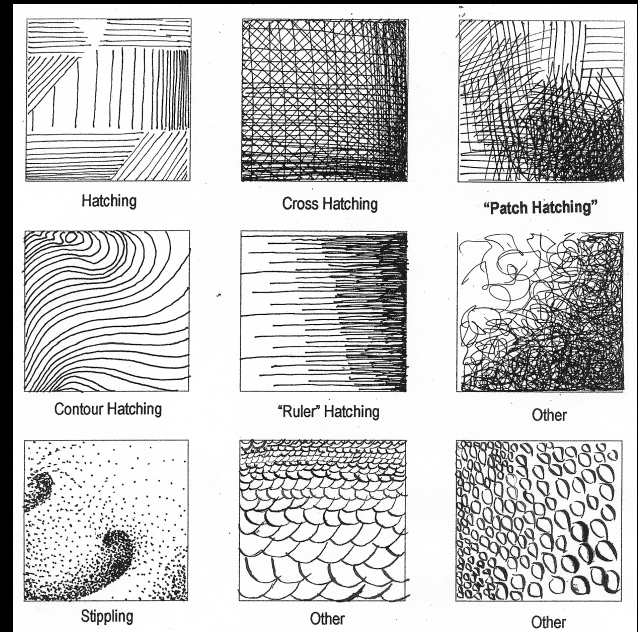 Hatching
Cross Hatching
“Patch Hatching”
Contour Hatching
“Ruler” Hatching
Other
Stippling
Other
Other